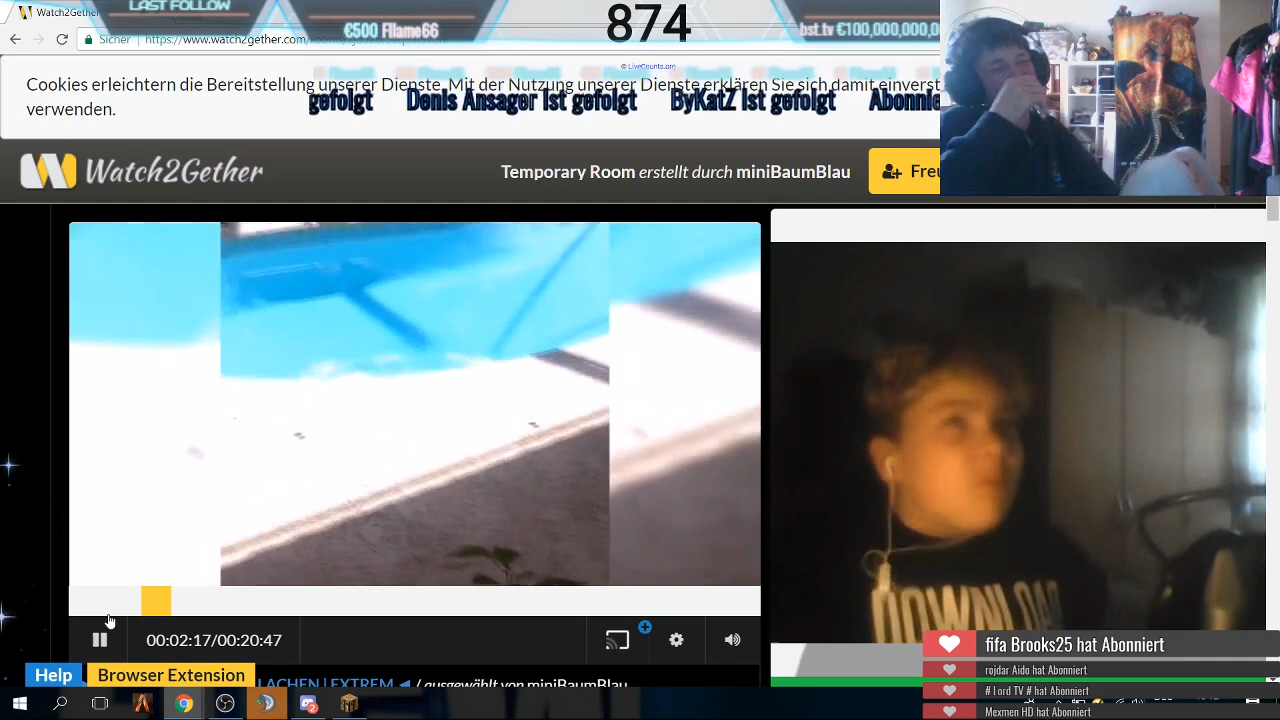 Watch2Gether
LAST FOLLOW
€500 Fllame66
874
bst.tv €100,000,000,
Sicher
https://www.watch2gether.com/rooms/
© LiveCounts.org
Cookies erleichtern die Bereitstellung unserer Dienste. Mit der Nutzung unserer Dienste erklären Sie sich damit einverst
verwenden.
gefolgt Denis Ansager ist gefolgt ByKatZ ist gefolgt Abonnie
Watch2Gether
Temporary Room erstellt durch miniBaumBlau
Freu
DOWNLOA
00:02:17/00:20:47
fifa Brooks25 hat Abonniert
rojdar Aido hat Abonniert
# Lord TV # hat Abonniert
Mexmen HD hat Abonniert
Help
Browser Extension
LACHEN | EXTREM ◄ / ausgewählt von miniBaumBlau